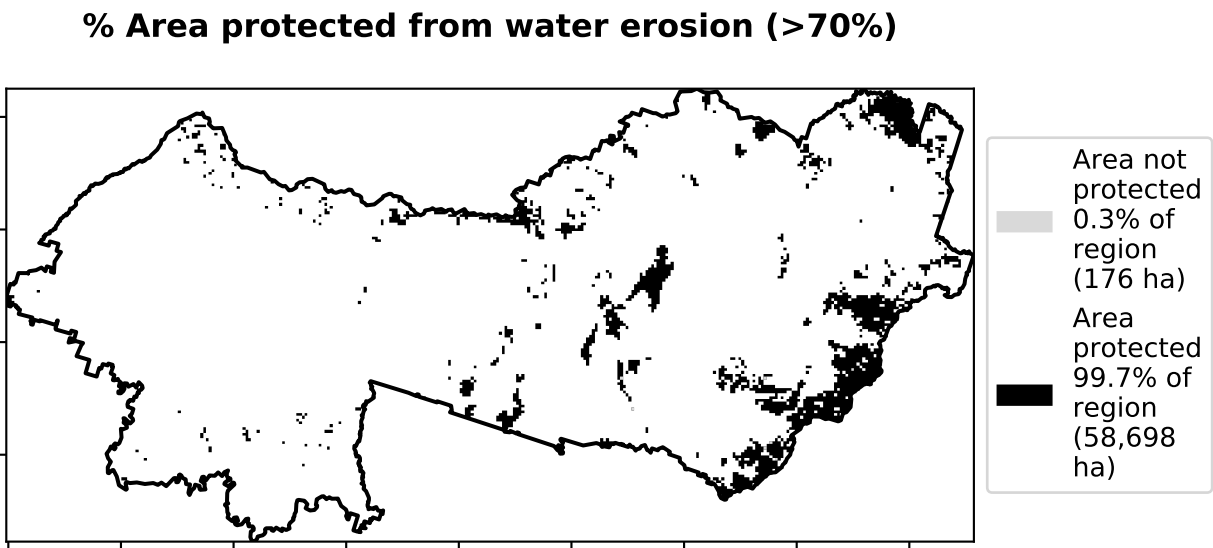 % Area protected from water erosion (>70%)
Area not
protected
0.3% of
region
(176 ha)
Area
protected
99.7% of
region
(58,698
ha)